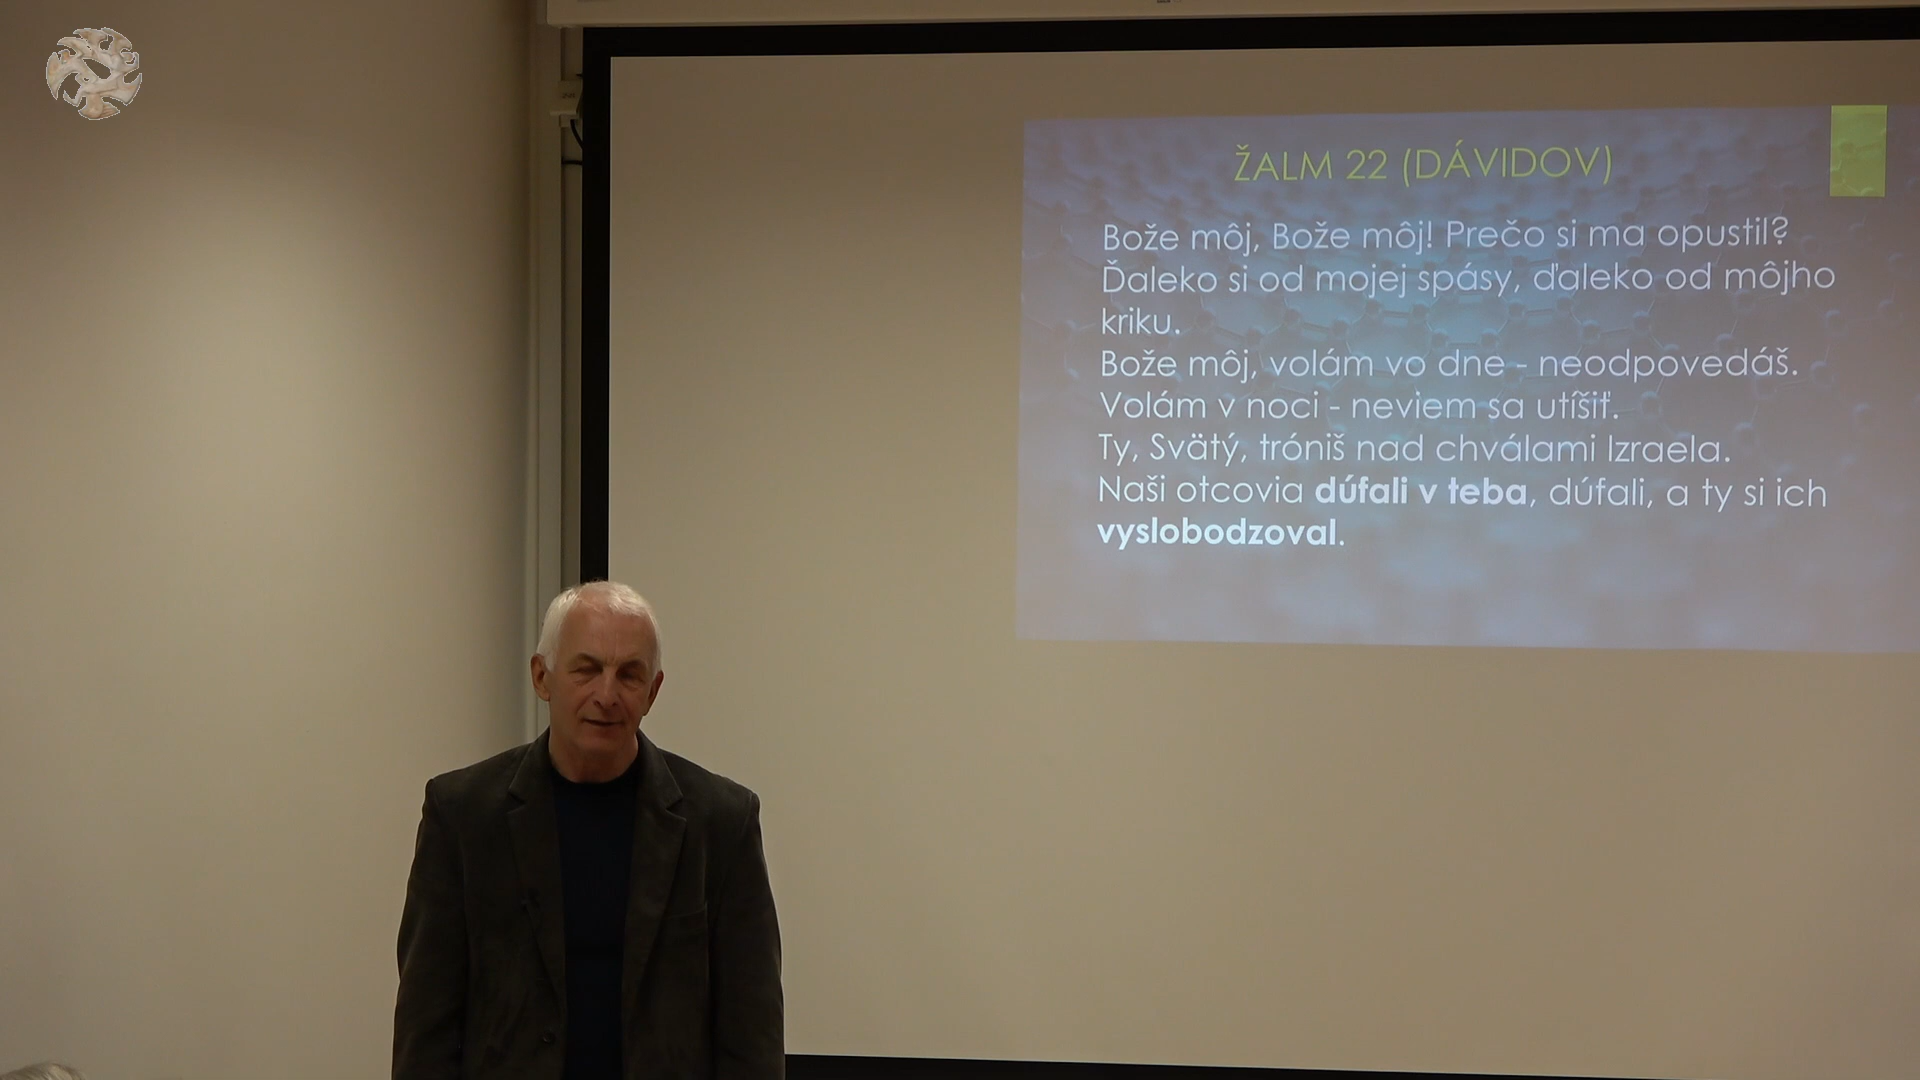 ŽALM 22 (DÁVIDOV)
Bože môj, Bože môj! Prečo si ma opustil?
Ďaleko si od mojej spásy, ďaleko od môjho
kriku.
Bože môj, volám vo dne - neodpovedáš.
Volám v noci - neviem sa utíšiť.
Ty, Svätý, tróniš nad chválami Izraela.
Naši otcovia dúfali v teba, dúfali, a ty si ich
vyslobodzoval.